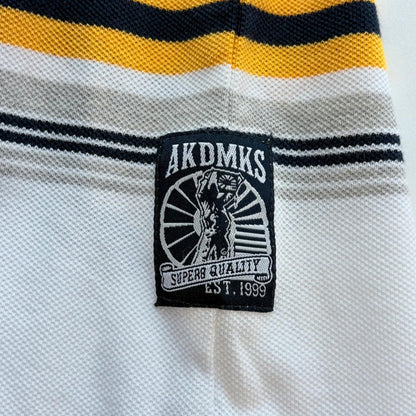 AKDMKS
SUPERB QUALITY
EST. 1999